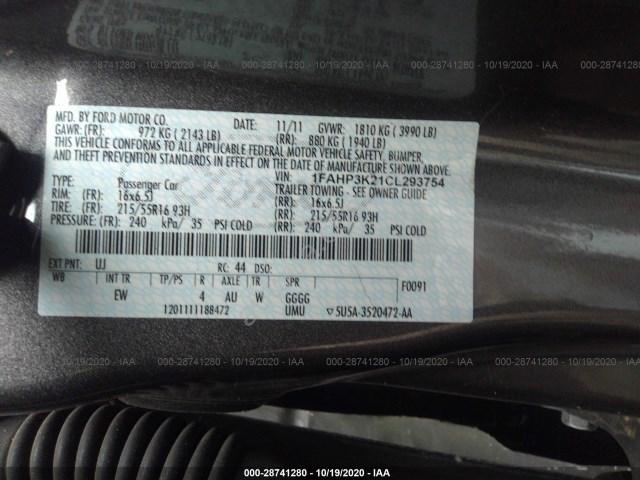 000-28741280 - 10/19/2020 - IAA
000-28741280 - 10/19/2020 - IAA
000-28741280 - 10/19/2020 - IAA
MFD. BY FORD MOTOR CO. DATE: 11/11 GVWR: 1810 KG ( 3990 LB)
GAWR: (FR): 972 KG ( 2143 LB) (RR): 880 KG ( 1940 LB)
THIS VEHICLE CONFORMS TO ALL APPLICABLE FEDERAL MOTOR VEHICLE SAFETY, BUMPER,
AND THEFT PREVENTION STANDARDS IN EFFECT ON THE DATE OF MANUFACTURE SHOWN ABOVE.
VIN: 1FAHP3K21CL293754
TYPE: Passenger Car TRAILER TOWING - SEE OWNER GUIDE
RIM: (FR): 16x6.5J (RR): 16x6.5J
TIRE: (FR): 215/55R16 93H (RR): 215/55R16 93H
PRESSURE: (FR): 240 kPa/ 35 PSI COLD (RR): 240 kPa/ 35 PSI COLD
EXT PNT: UJ RC: 44 DSO: F0091
WB INT TR TP/PS R AXLE TR SPR
EW 4 AU W GGGG
1201111188472 UMU ▽5U5A-3520472-AA
000-28741280 - 10/19/2020 - IAA